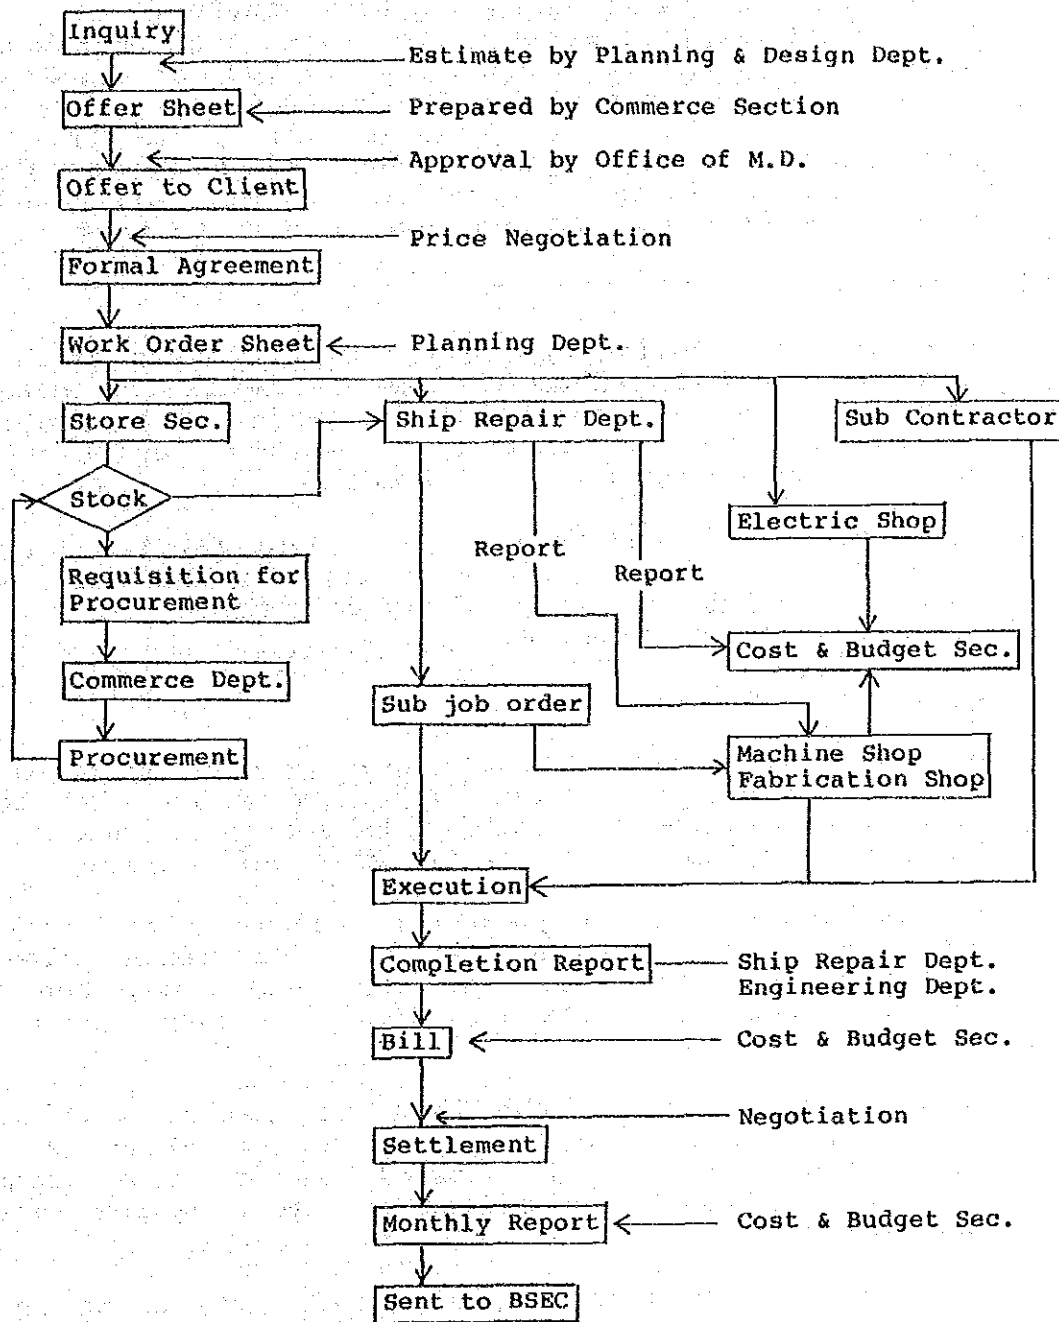 Inquiry
Estimate by Planning & Design Dept.
Offer Sheet
Prepared by Commerce Section
Approval by Office of M.D.
Offer to Client
Price Negotiation
Formal Agreement
Work Order Sheet
Planning Dept.
Store Sec.
Ship Repair Dept.
Sub Contractor
Stock
Electric Shop
Report
Report
Requisition for
Procurement
Cost & Budget Sec.
Commerce Dept.
Sub job order
Procurement
Machine Shop
Fabrication Shop
Execution
Completion Report
Ship Repair Dept.
Engineering Dept.
Bill
Cost & Budget Sec.
Negotiation
Settlement
Monthly Report
Cost & Budget Sec.
Sent to BSEC